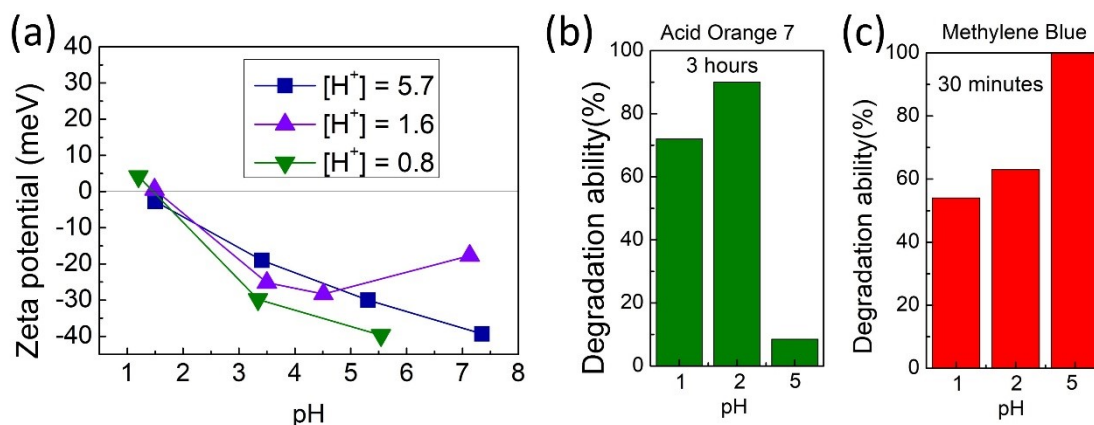 (a)
Zeta potential (meV)
40
30
20
10
0
-10
-20
-30
-40
[H⁺] = 5.7
[H⁺] = 1.6
[H⁺] = 0.8
1 2 3 4 5 6 7 8
pH
(b)
Acid Orange 7
3 hours
Degradation ability(%)
100
80
60
40
20
0
1 2 5
pH
(c)
Methylene Blue
30 minutes
Degradation ability(%)
100
80
60
40
20
0
1 2 5
pH